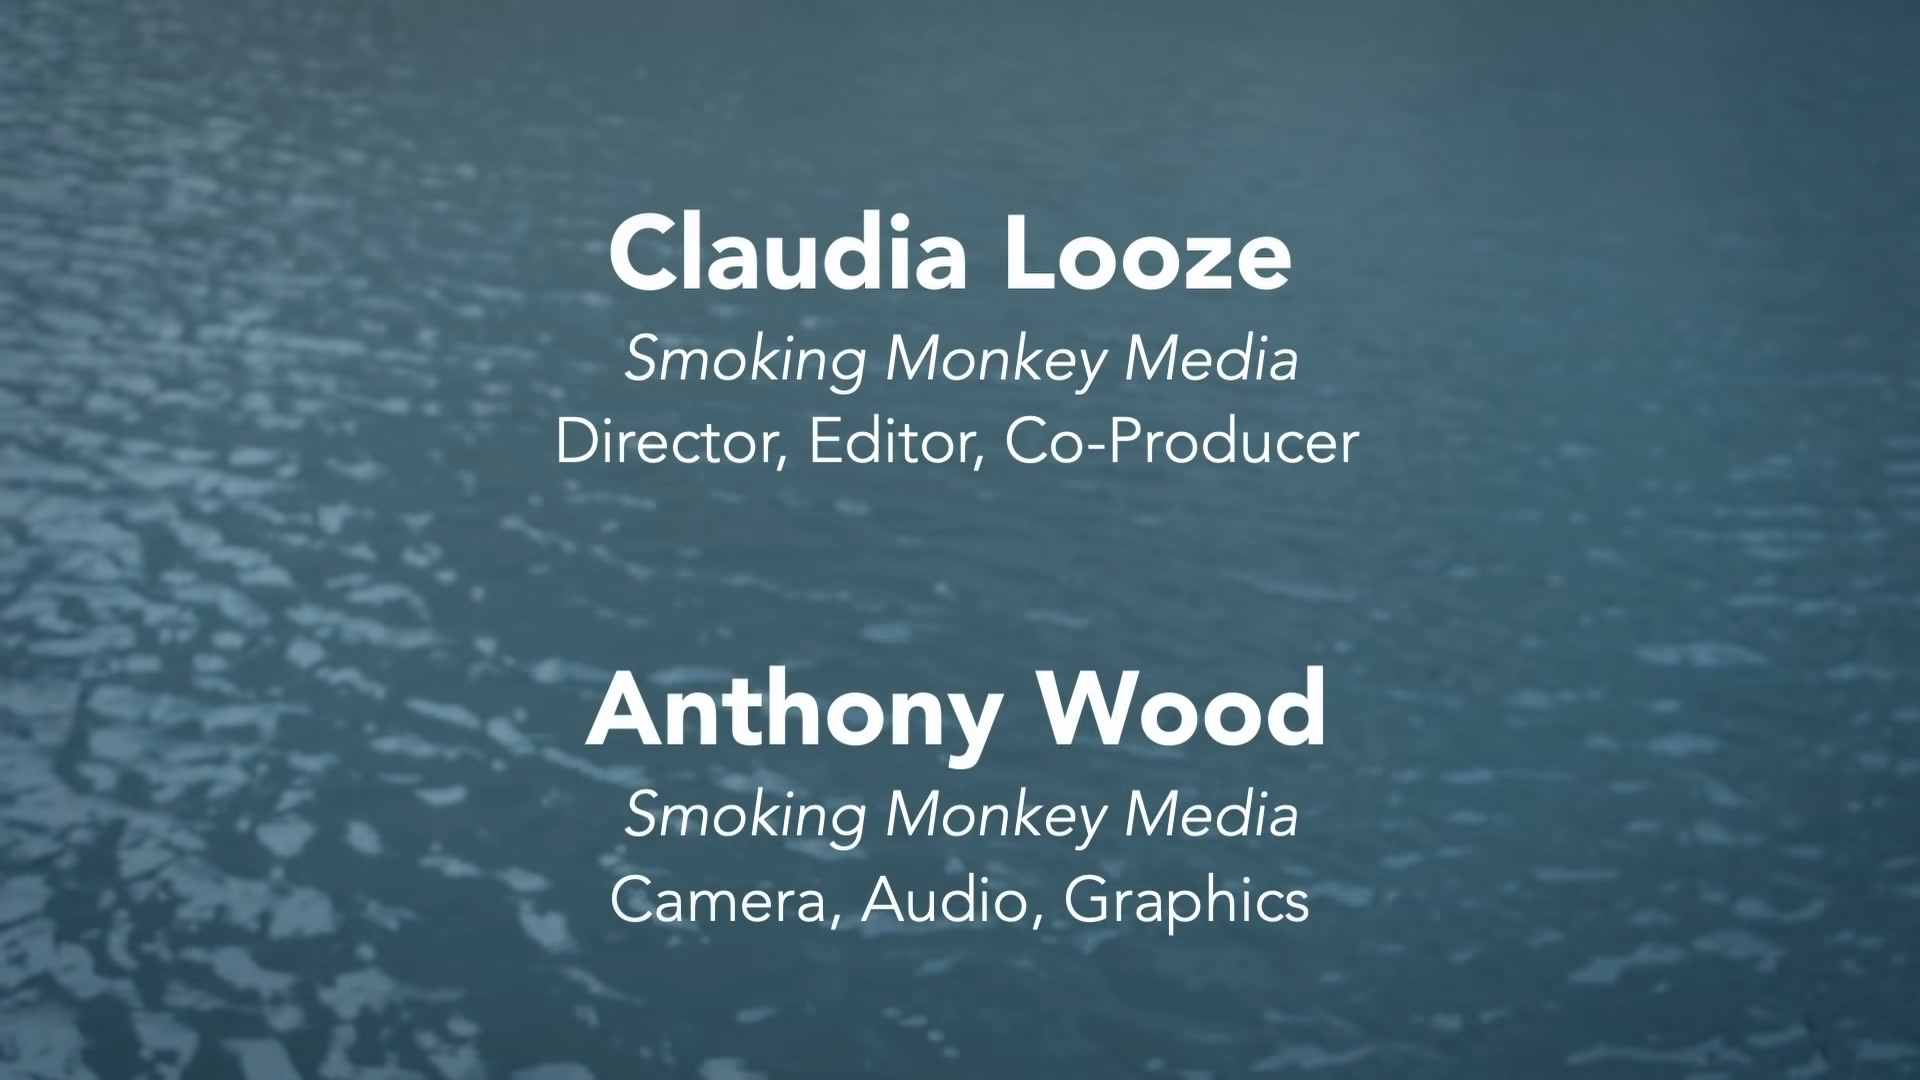 Claudia Looze
Smoking Monkey Media
Director, Editor, Co-Producer
Anthony Wood
Smoking Monkey Media
Camera, Audio, Graphics